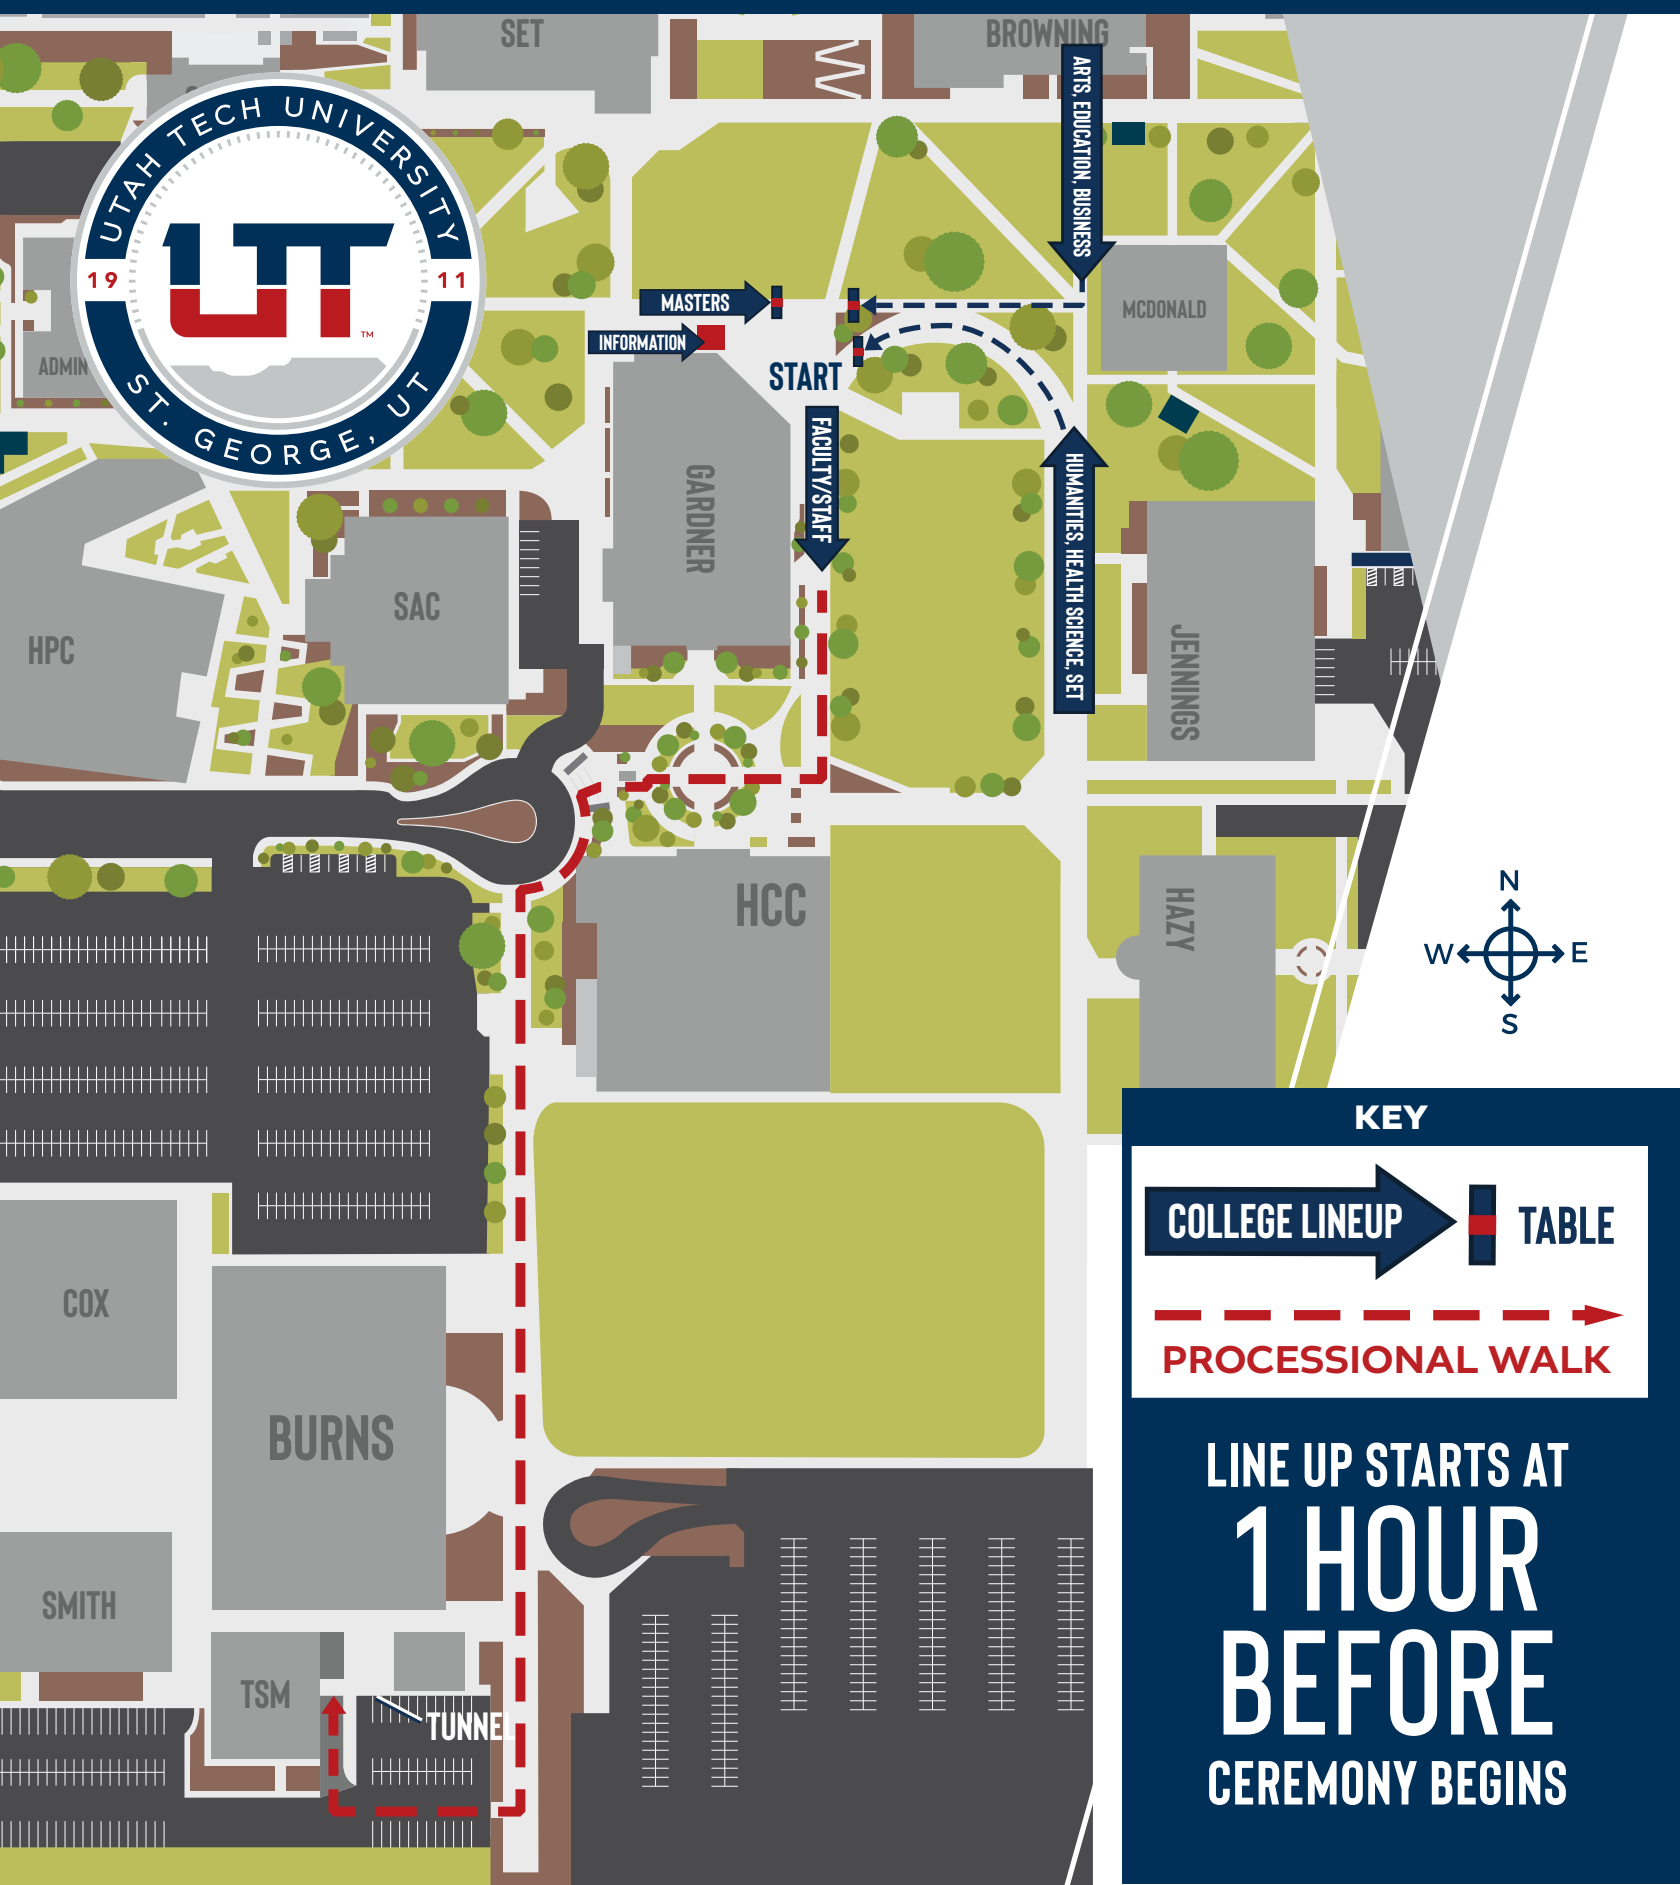 SET
BROWNING
UTAH TECH UNIVERSITY
19
11
UT
TM
ST. GEORGE, UT
ARTS, EDUCATION, BUSINESS
MASTERS
INFORMATION
MCDONALD
ADMIN
START
FACULTY/STAFF
GARDNER
HUMANITIES, HEALTH SCIENCE, SET
SAC
HPC
JENNINGS
HCC
HAZY
N
W
E
S
KEY
COLLEGE LINEUP
TABLE
PROCESSIONAL WALK
COX
BURNS
LINE UP STARTS AT
1 HOUR
BEFORE
CEREMONY BEGINS
SMITH
TSM
TUNNEL